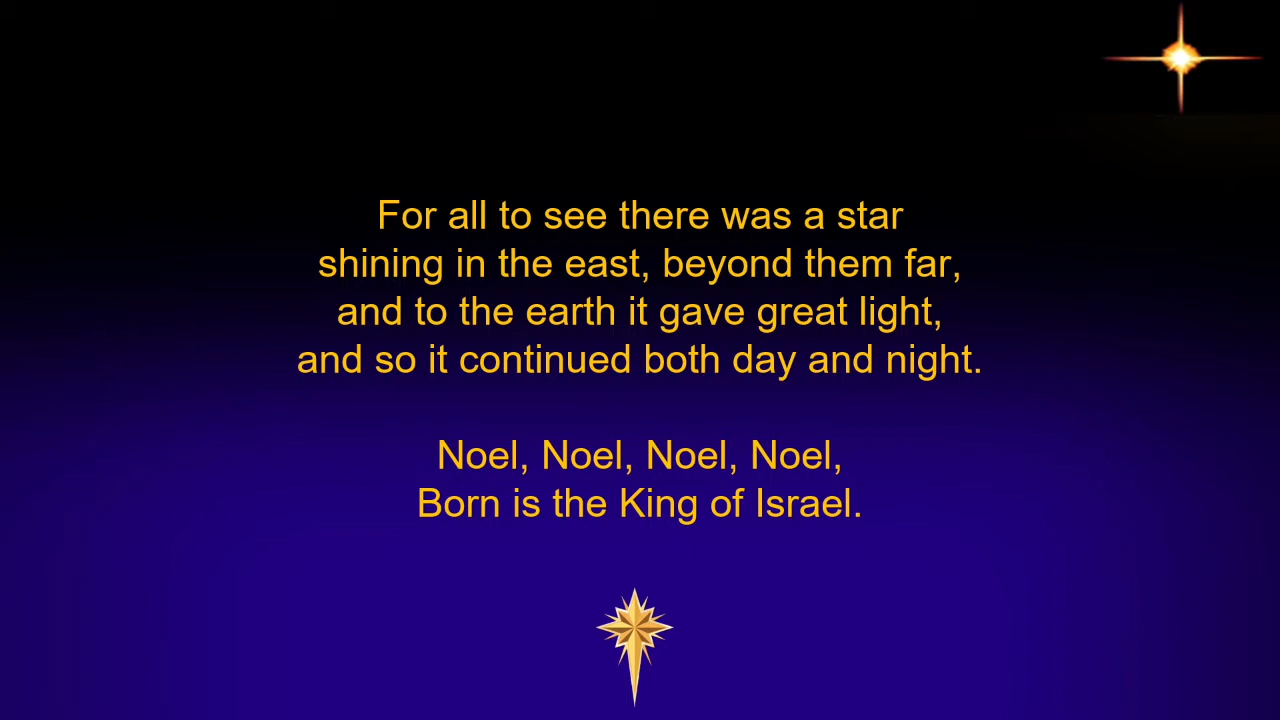 For all to see there was a star
shining in the east, beyond them far,
and to the earth it gave great light,
and so it continued both day and night.
Noel, Noel, Noel, Noel,
Born is the King of Israel.